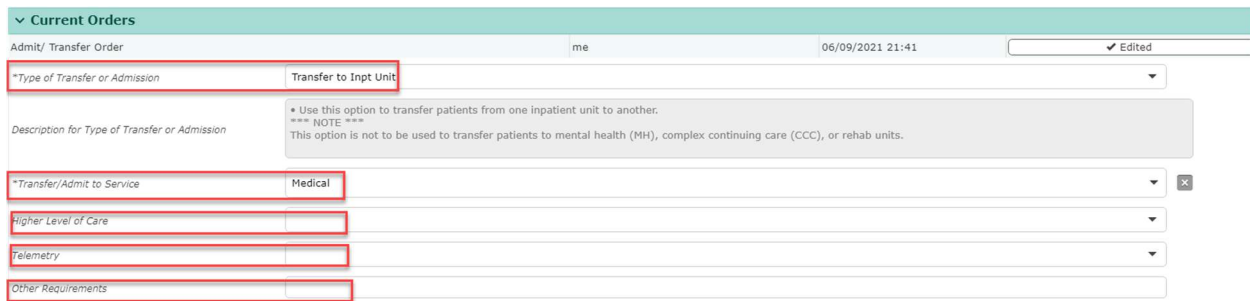 Current Orders
Admit/ Transfer Order me 06/09/2021 21:41 ✔ Edited
*Type of Transfer or Admission Transfer to Inpt Unit
• Use this option to transfer patients from one inpatient unit to another.
*** NOTE ***
Description for Type of Transfer or Admission
This option is not to be used to transfer patients to mental health (MH), complex continuing care (CCC), or rehab units.
*Transfer/Admit to Service Medical
Higher Level of Care
Telemetry
Other Requirements